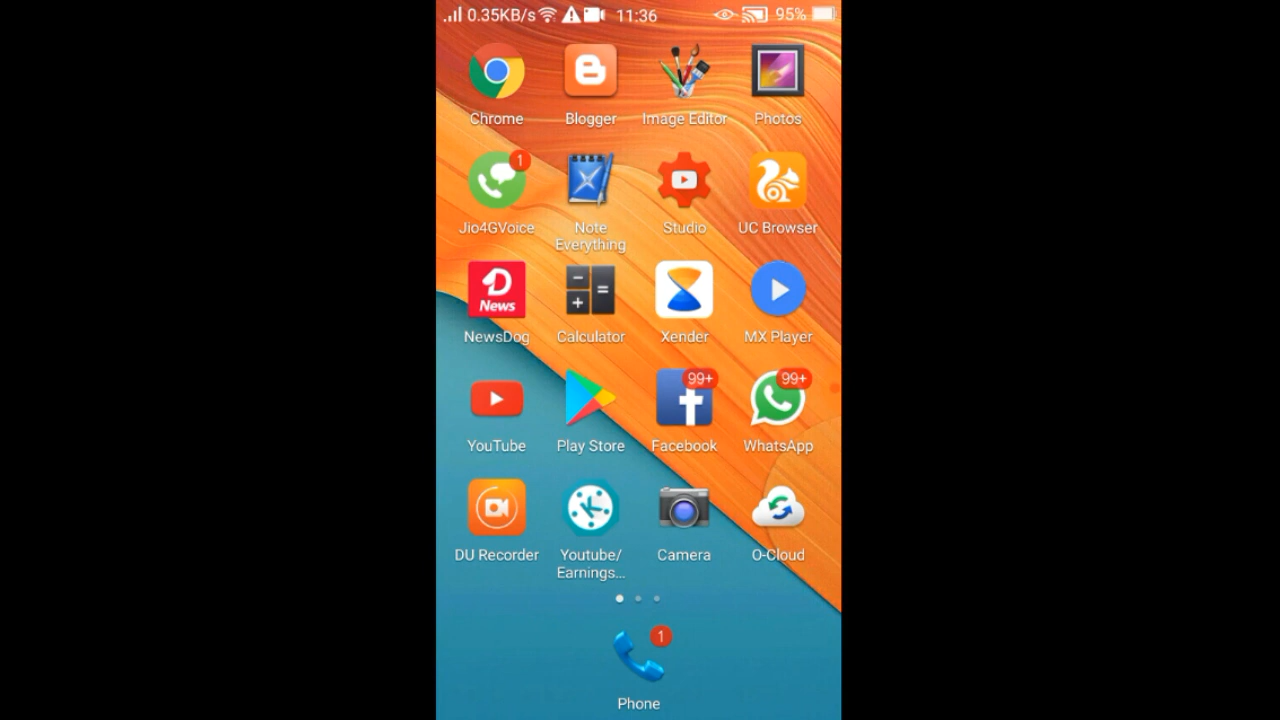 0.35KB/s 11:36 95%
Chrome Blogger Image Editor Photos
1
Jio4GVoice Note Everything Studio UC Browser
News
NewsDog Calculator Xender MX Player
99+ 99+
YouTube Play Store Facebook WhatsApp
DU Recorder Youtube/ Earnings... Camera O-Cloud
1
Phone